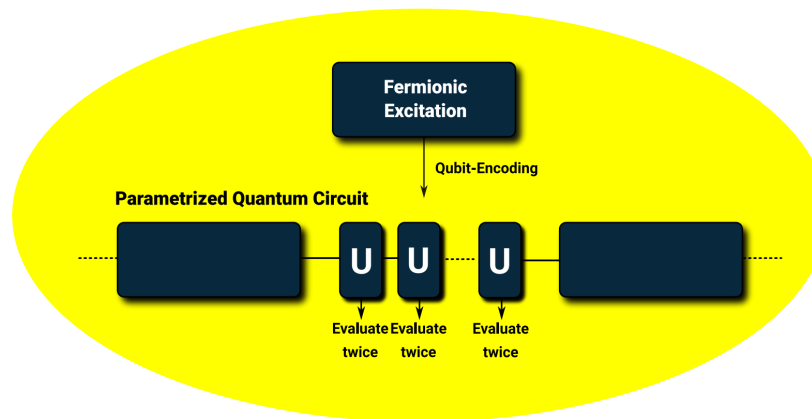 Fermionic
Excitation
Qubit-Encoding
Parametrized Quantum Circuit
U U U
Evaluate Evaluate Evaluate
twice twice twice